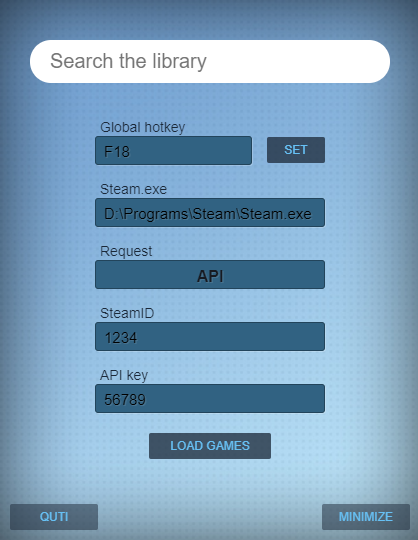 Search the library
Global hotkey
F18
SET
Steam.exe
D:\Programs\Steam\Steam.exe
Request
API
SteamID
1234
API key
56789
LOAD GAMES
QUTI
MINIMIZE